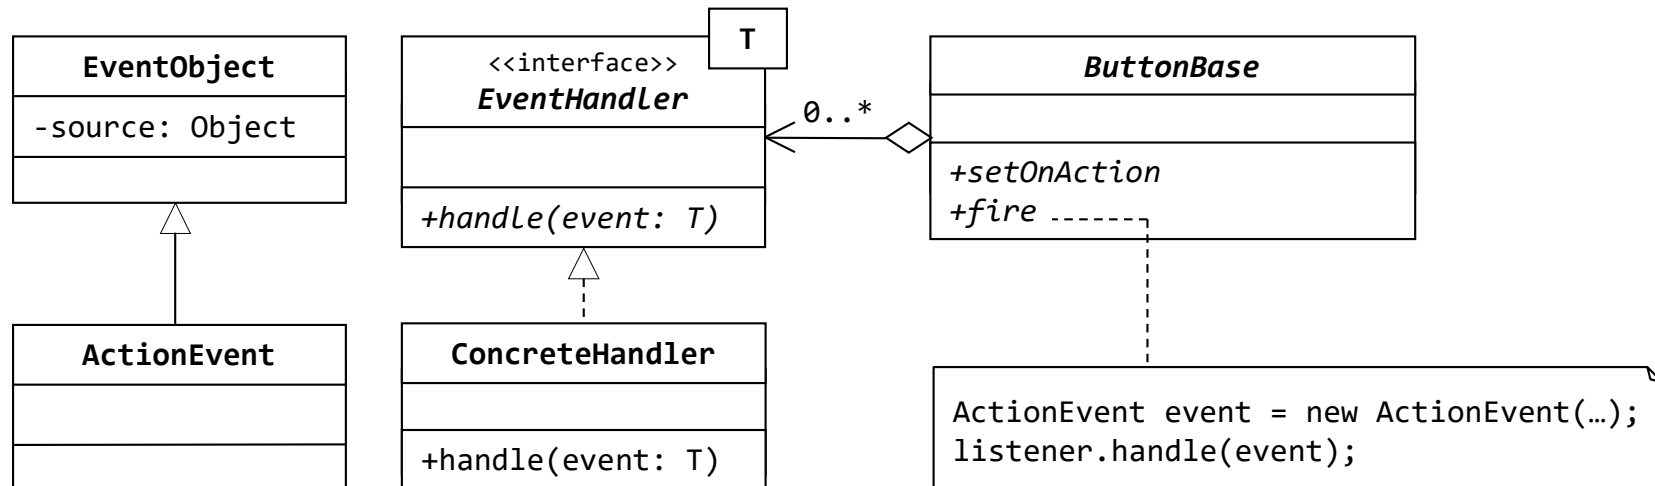 EventObject
-source: Object
ActionEvent
<<interface>>
EventHandler
T
+handle(event: T)
ConcreteHandler
+handle(event: T)
0..*
ButtonBase
+setOnAction
+fire
ActionEvent event = new ActionEvent(…);
listener.handle(event);